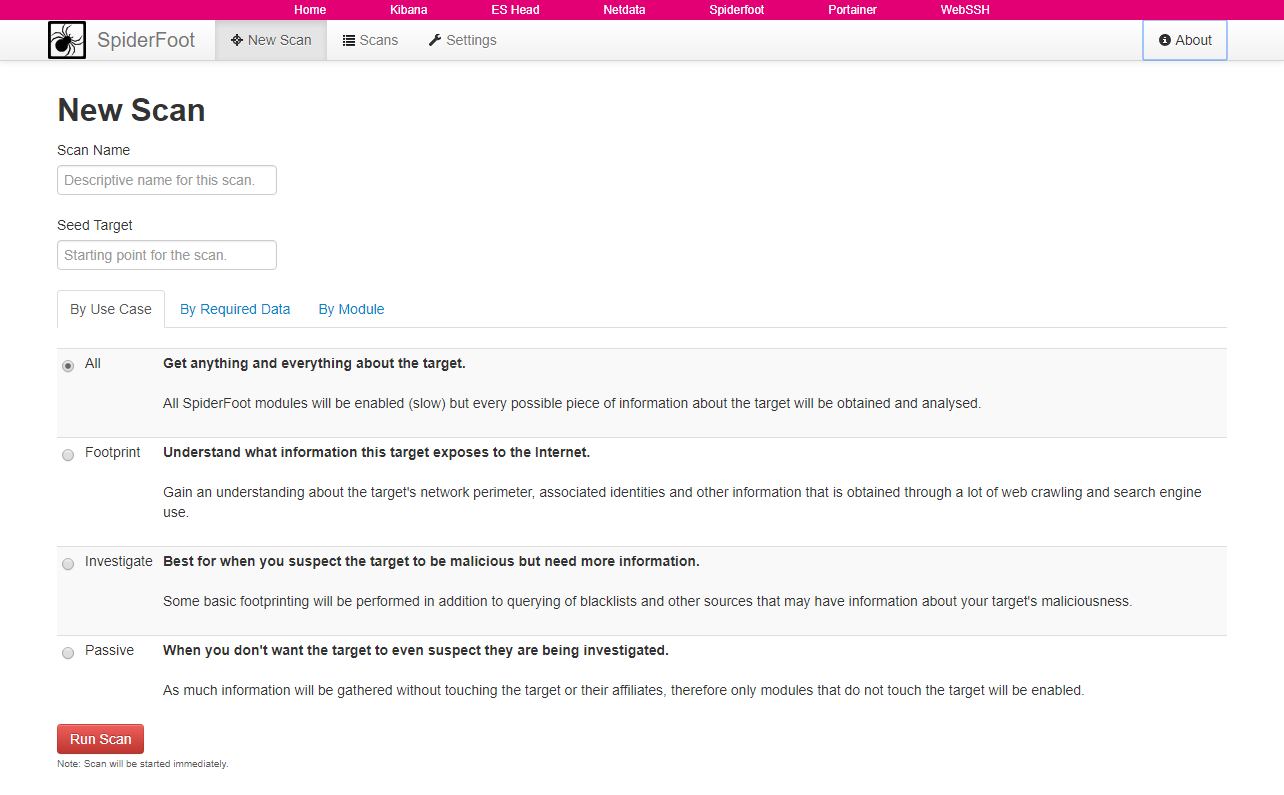 Home Kibana ES Head Netdata Spiderfoot Portainer WebSSH
SpiderFoot New Scan Scans Settings About
New Scan
Scan Name
Descriptive name for this scan.
Seed Target
Starting point for the scan.
By Use Case By Required Data By Module
All Get anything and everything about the target.
All SpiderFoot modules will be enabled (slow) but every possible piece of information about the target will be obtained and analysed.
Footprint Understand what information this target exposes to the Internet.
Gain an understanding about the target's network perimeter, associated identities and other information that is obtained through a lot of web crawling and search engine
use.
Investigate Best for when you suspect the target to be malicious but need more information.
Some basic footprinting will be performed in addition to querying of blacklists and other sources that may have information about your target's maliciousness.
Passive When you don't want the target to even suspect they are being investigated.
As much information will be gathered without touching the target or their affiliates, therefore only modules that do not touch the target will be enabled.
Run Scan
Note: Scan will be started immediately.